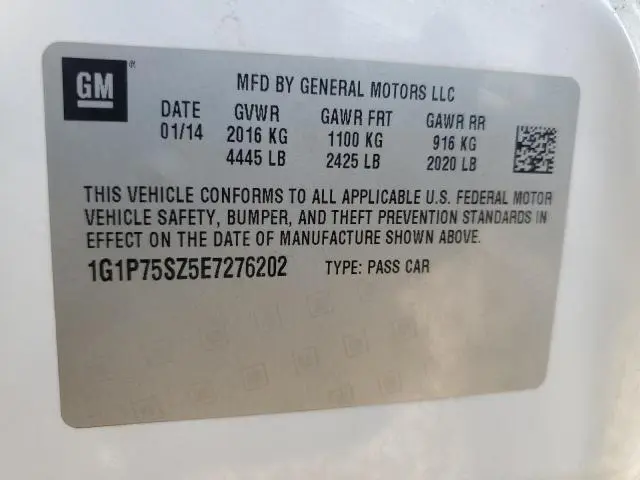 GM ®
MFD BY GENERAL MOTORS LLC
DATE GVWR GAWR FRT GAWR RR
01/14 2016 KG 1100 KG 916 KG
4445 LB 2425 LB 2020 LB
THIS VEHICLE CONFORMS TO ALL APPLICABLE U.S. FEDERAL MOTOR
VEHICLE SAFETY, BUMPER, AND THEFT PREVENTION STANDARDS IN
EFFECT ON THE DATE OF MANUFACTURE SHOWN ABOVE.
1G1P75SZ5E7276202 TYPE: PASS CAR